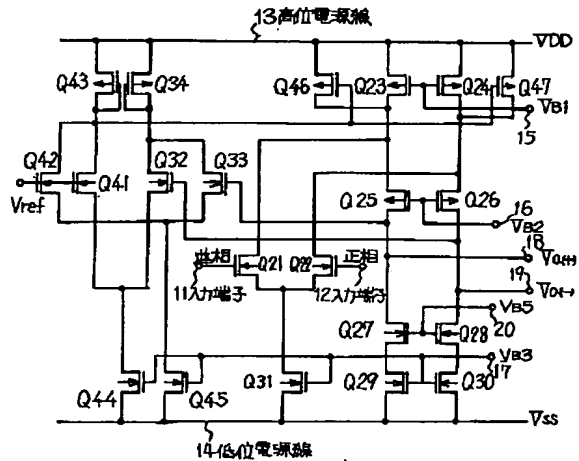 13高位電源線
VDD
Q43
Q34
Q46
Q23
Q24
Q47
VB1
15
Q42
Q41
Q32
Q33
Vref
Q25
Q26
16
VB2
18
VO(+)
逆相
Q21
Q22
正相
11入力端子
12入力端子
19
VO(-)
VB5
20
Q27
Q28
VB3
17
Q44
Q45
Q31
Q29
Q30
VSS
14低位電源線